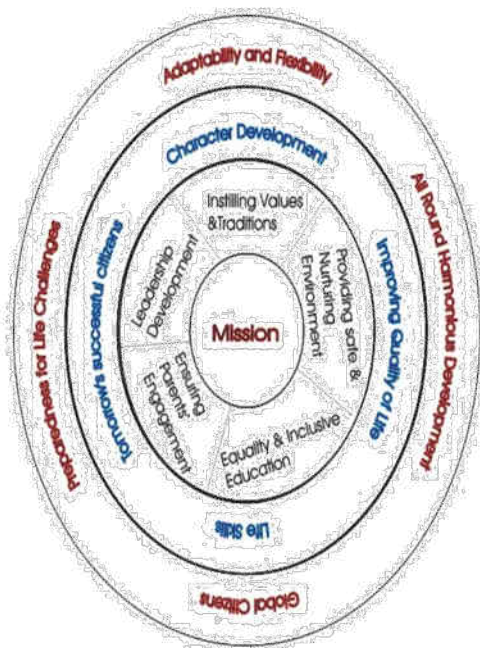 Adaptability and Flexibility
Character Development
Instilling Values
&Traditions
Leadership
Development
Providing safe &
Nurturing
Environment
Mission
Ensuring
Parents'
Engagement
Equality & Inclusive
Education
Tomorrow's successful citizens
Improving Quality of Life
Preparedness for Life Challenges
All Round Harmonious Development
Life Skills
Global Citizens